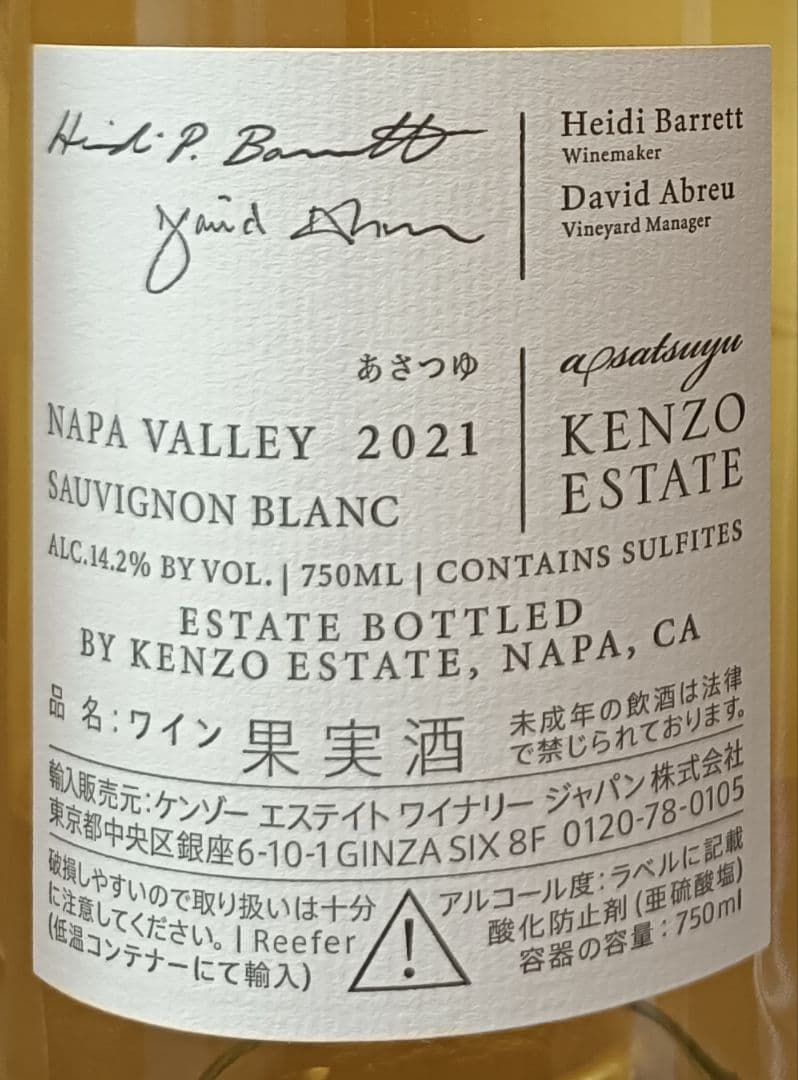 Heidi P. Barrett
David Abreu
Heidi Barrett
Winemaker
David Abreu
Vineyard Manager
あさつゆ
NAPA VALLEY 2021
SAUVIGNON BLANC
asatsuyu
KENZO
ESTATE
ALC.14.2% BY VOL. | 750ML | CONTAINS SULFITES
ESTATE BOTTLED
BY KENZO ESTATE, NAPA, CA
品名:ワイン 果実酒
未成年の飲酒は法律
で禁じられております。
輸入販売元:ケンゾー エステイト ワイナリー ジャパン 株式会社
東京都中央区銀座6-10-1 GINZA SIX 8F 0120-78-0105
破損しやすいので取り扱いは十分
に注意してください。| Reefer
(低温コンテナーにて輸入)
!
アルコール度:ラベルに記載
酸化防止剤(亜硫酸塩)
容器の容量:750ml